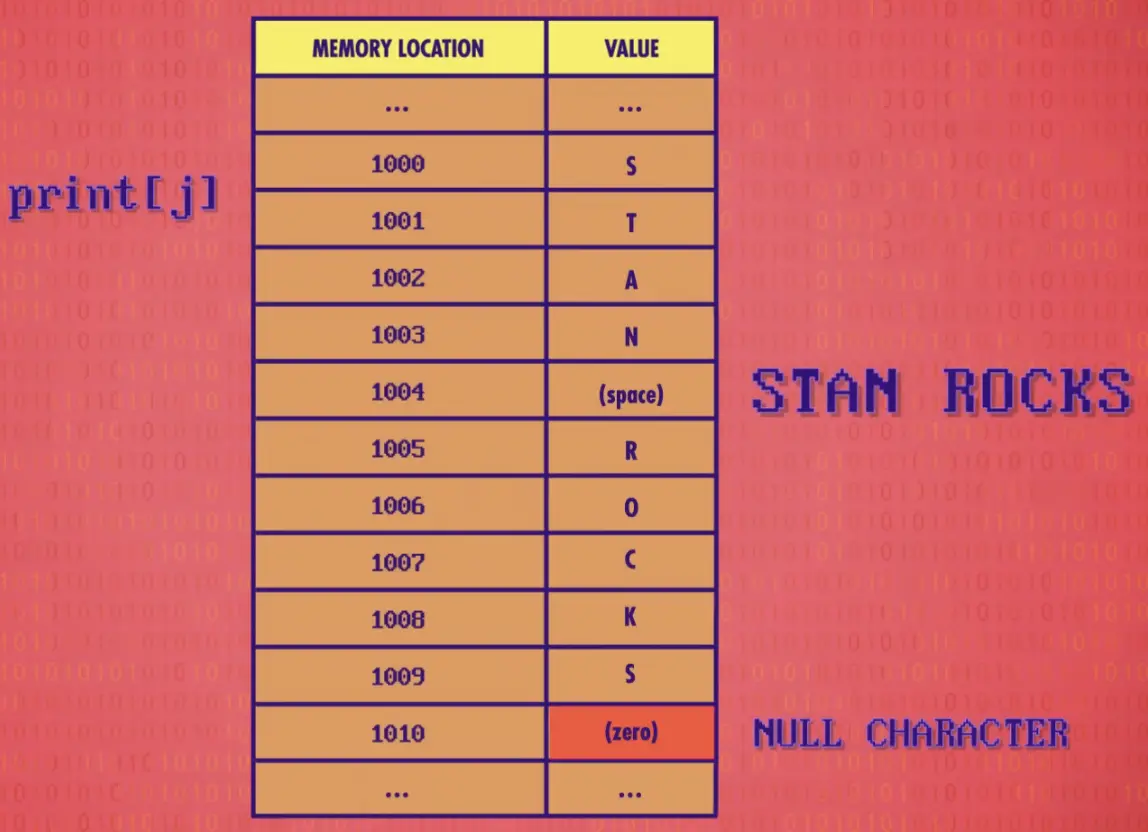 MEMORY LOCATION VALUE
... ...
1000 S
print[j]
1001 T
1002 A
1003 N
1004 (space)
STAN ROCKS
1005 R
1006 O
1007 C
1008 K
1009 S
1010 (zero)
NULL CHARACTER
... ...